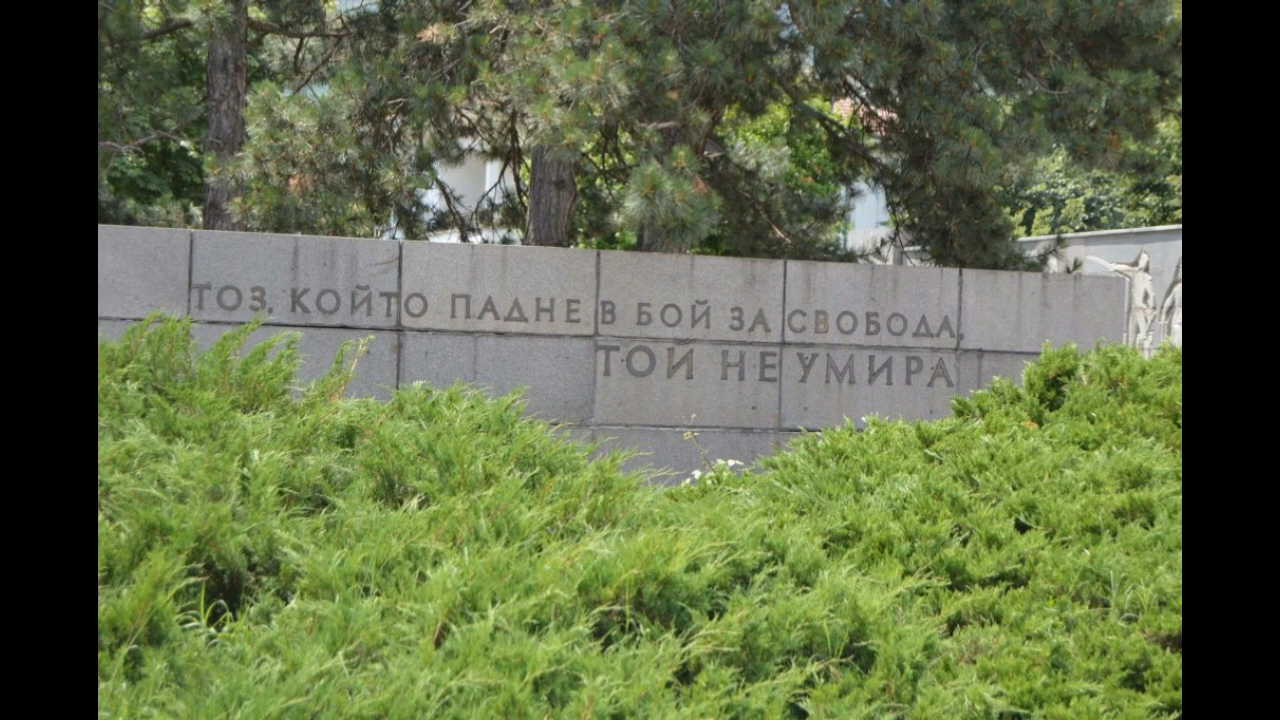 ТОЗ, КОЙТО ПАДНЕ В БОЙ ЗА СВОБОДА,
ТОЙ НЕ УМИРА